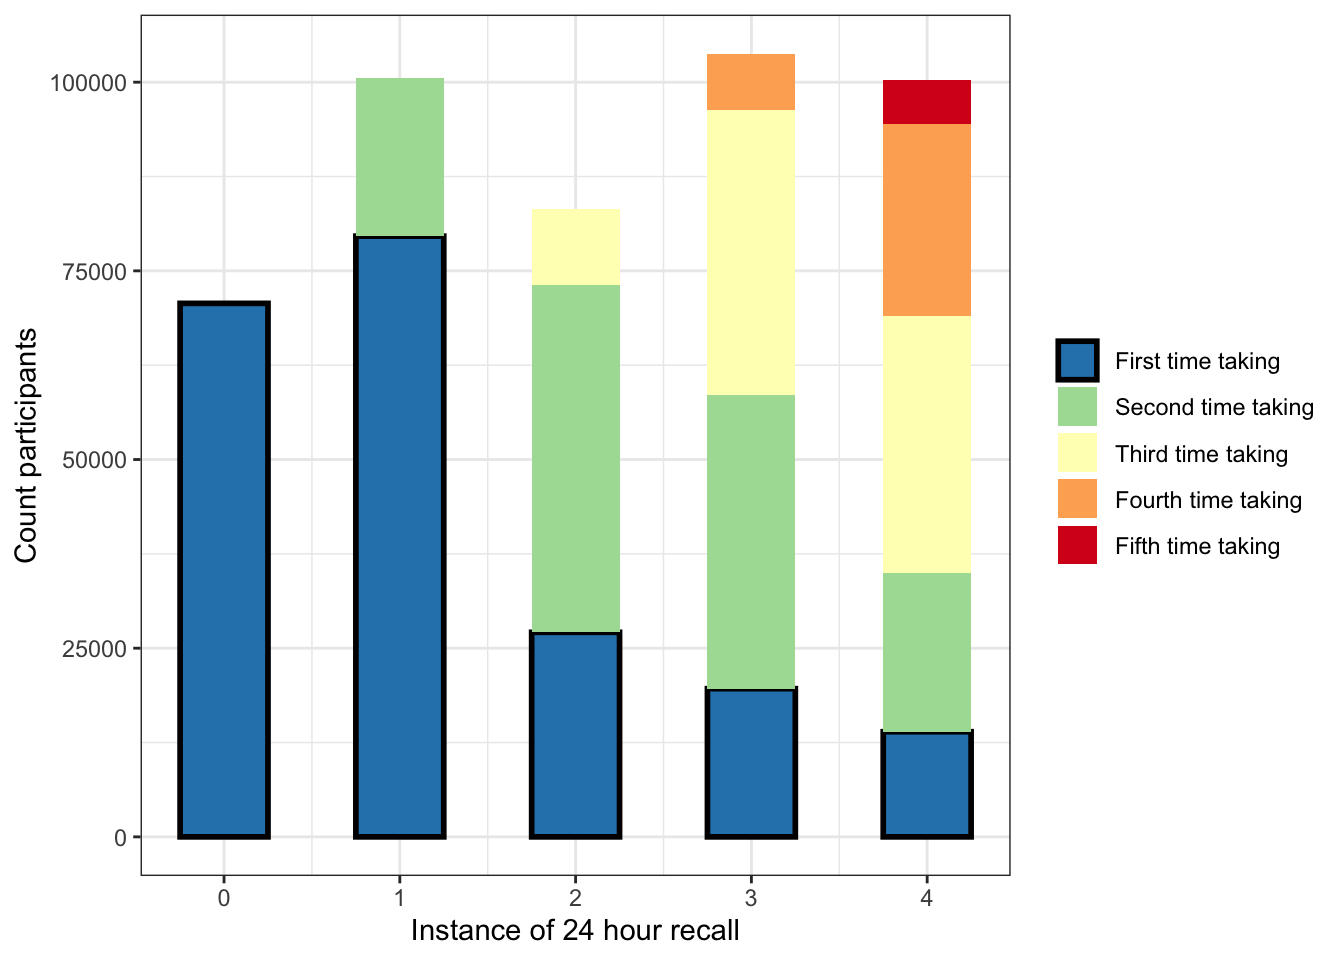 100000
75000
50000
25000
0
Count participants
0 1 2 3 4
Instance of 24 hour recall
First time taking
Second time taking
Third time taking
Fourth time taking
Fifth time taking